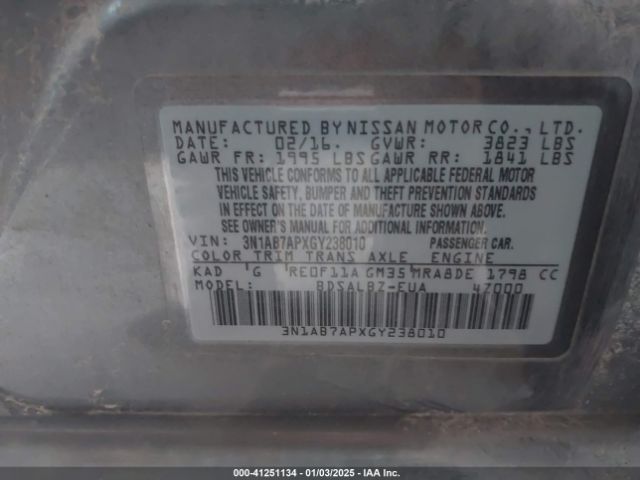 MANUFACTURED BY NISSAN MOTOR CO., LTD.
DATE: 02/16. GVWR: 3823 LBS
GAWR FR: 1995 LBS GAWR RR: 1841 LBS
THIS VEHICLE CONFORMS TO ALL APPLICABLE FEDERAL MOTOR
VEHICLE SAFETY, BUMPER AND THEFT PREVENTION STANDARDS
IN EFFECT ON THE DATE OF MANUFACTURE SHOWN ABOVE.
SEE OWNER'S MANUAL FOR ADDITIONAL INFORMATION.
VIN: 3N1AB7APXGY238010 PASSENGER CAR.
COLOR TRIM TRANS AXLE ENGINE
KAD G RE0F11A GM35 MRA8DE 1798 CC
MODEL: BDSALBZ-EUA 4Z000
3N1AB7APXGY238010
000-41251134 - 01/03/2025 - IAA Inc.